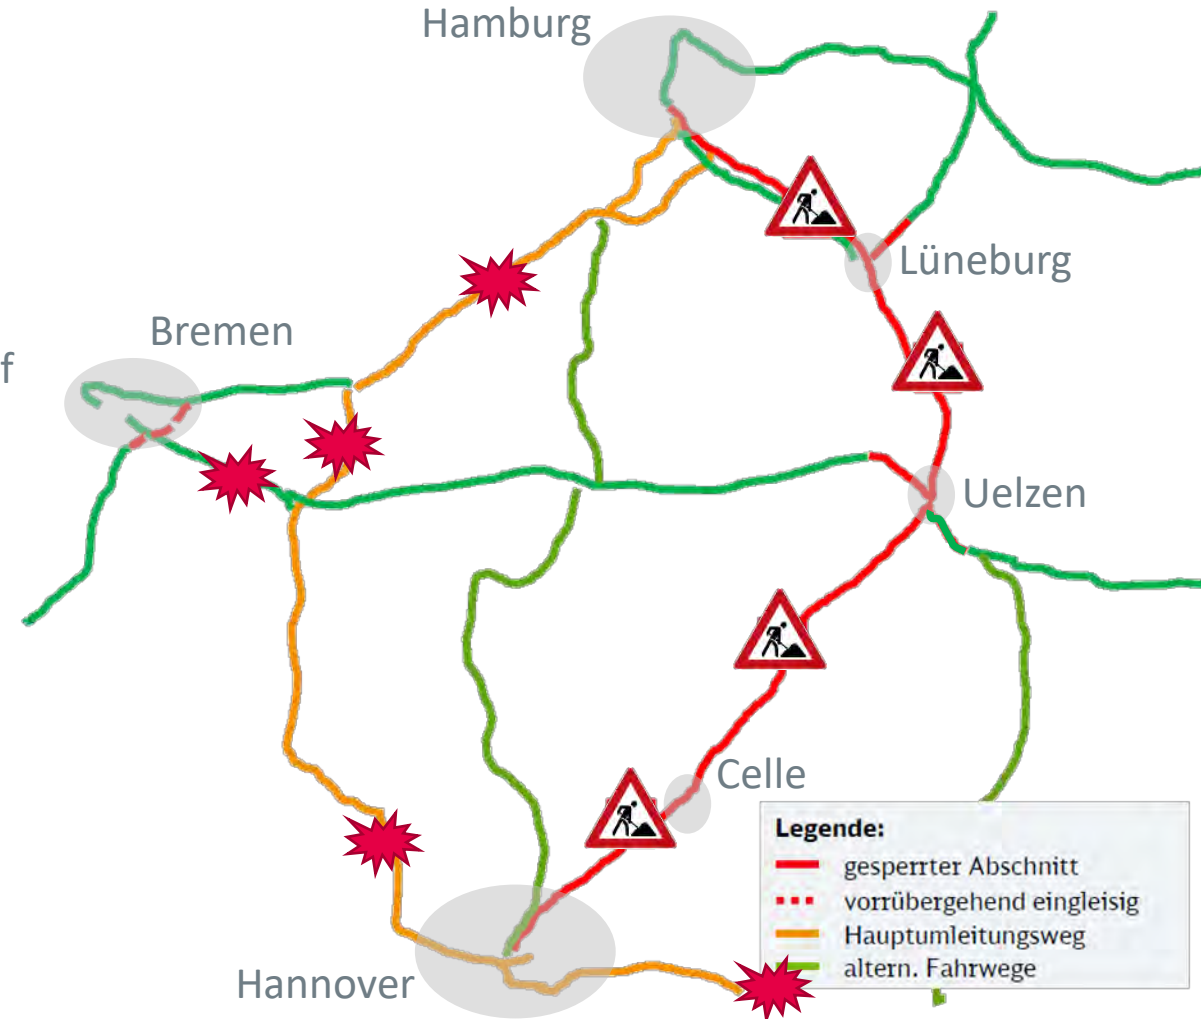 Hamburg
Lüneburg
Bremen
f
Uelzen
Celle
Legende:
gesperrter Abschnitt
vorrübergehend eingleisig
Hauptumleitungsweg
altern. Fahrwege
Hannover